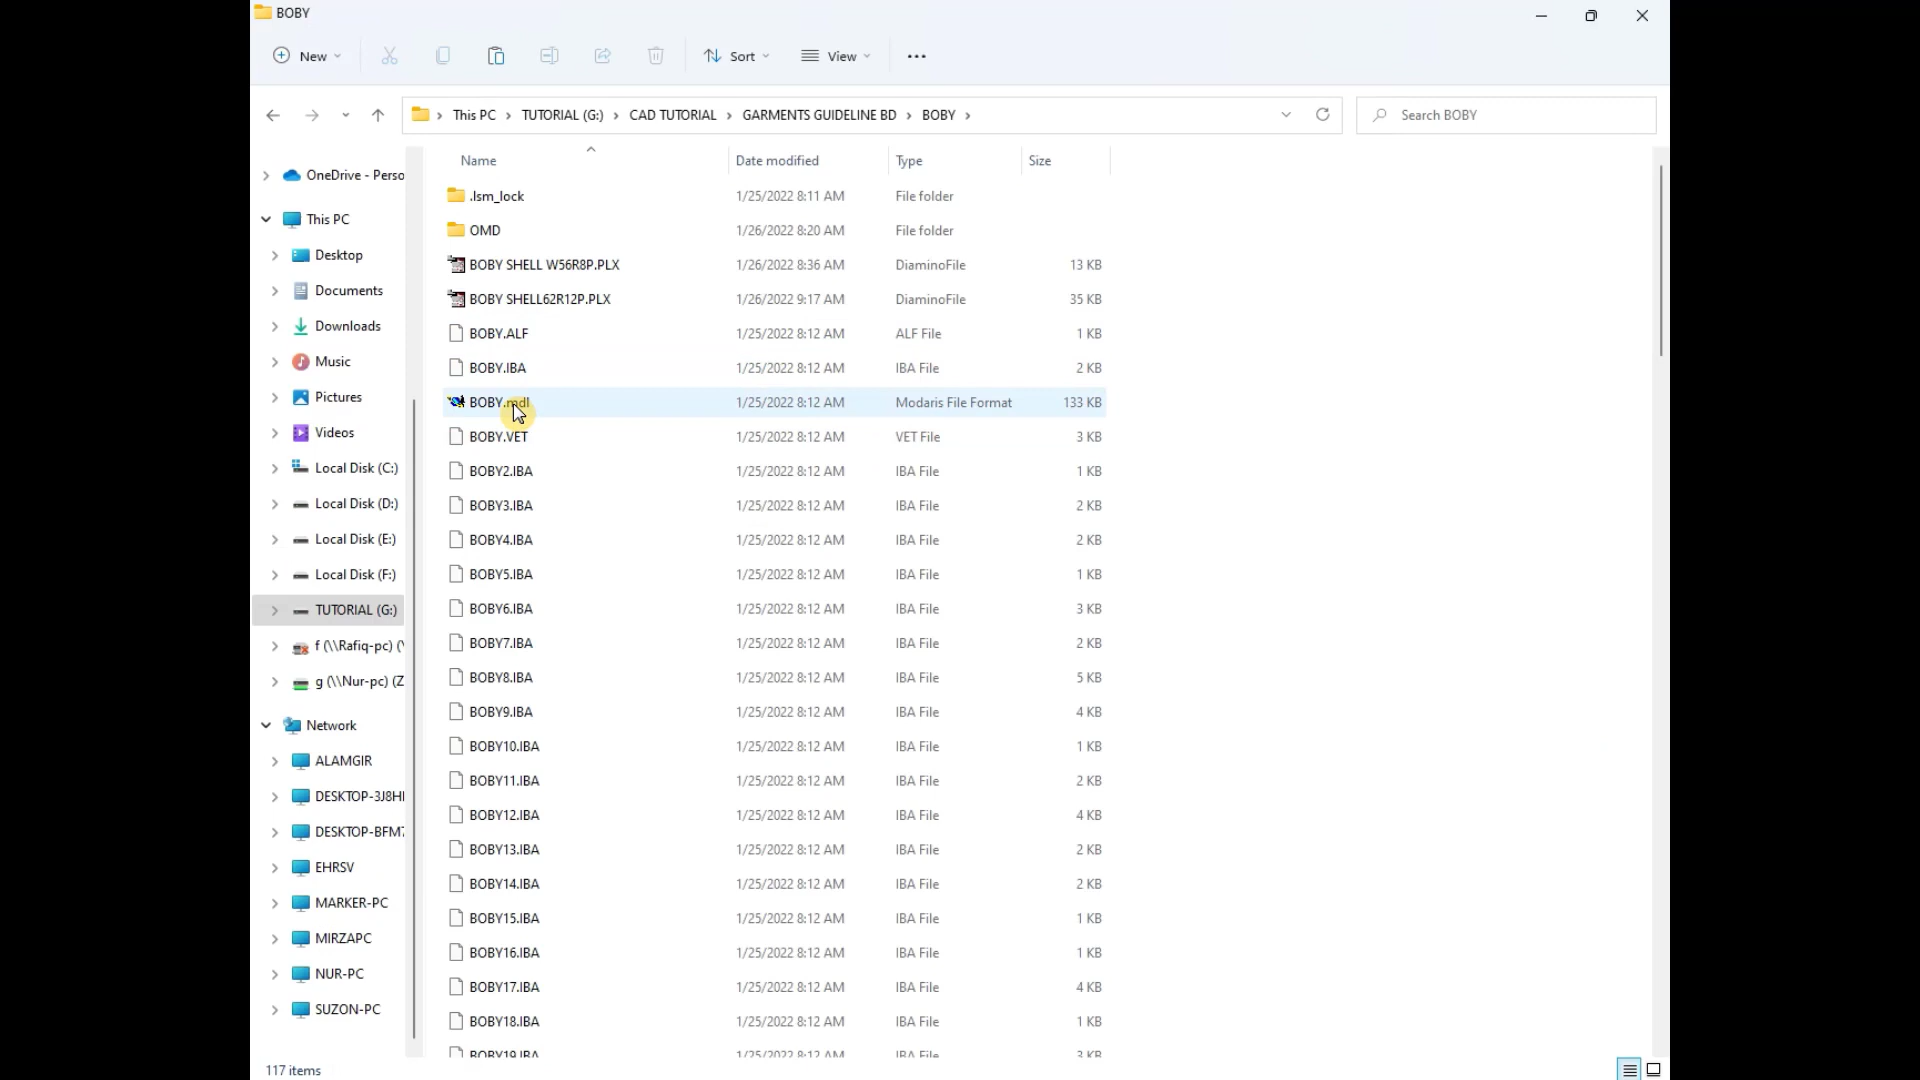 BOBY
New
Sort
View
This PC > TUTORIAL (G:) > CAD TUTORIAL > GARMENTS GUIDELINE BD > BOBY >
Search BOBY
OneDrive - Perso
This PC
Desktop
Documents
Downloads
Music
Pictures
Videos
Local Disk (C:)
Local Disk (D:)
Local Disk (E:)
Local Disk (F:)
TUTORIAL (G:)
f (\\Rafiq-pc) (
g (\\Nur-pc) (Z
Network
ALAMGIR
DESKTOP-3J8H
DESKTOP-BFM7
EHRSV
MARKER-PC
MIRZAPC
NUR-PC
SUZON-PC
Name Date modified Type Size
.lsm_lock 1/25/2022 8:11 AM File folder
OMD 1/26/2022 8:20 AM File folder
BOBY SHELL W56R8P.PLX 1/26/2022 8:36 AM DiaminoFile 13 KB
BOBY SHELL62R12P.PLX 1/26/2022 9:17 AM DiaminoFile 35 KB
BOBY.ALF 1/25/2022 8:12 AM ALF File 1 KB
BOBY.IBA 1/25/2022 8:12 AM IBA File 2 KB
BOBY.mdl 1/25/2022 8:12 AM Modaris File Format 133 KB
BOBY.VET 1/25/2022 8:12 AM VET File 3 KB
BOBY2.IBA 1/25/2022 8:12 AM IBA File 1 KB
BOBY3.IBA 1/25/2022 8:12 AM IBA File 2 KB
BOBY4.IBA 1/25/2022 8:12 AM IBA File 2 KB
BOBY5.IBA 1/25/2022 8:12 AM IBA File 1 KB
BOBY6.IBA 1/25/2022 8:12 AM IBA File 3 KB
BOBY7.IBA 1/25/2022 8:12 AM IBA File 2 KB
BOBY8.IBA 1/25/2022 8:12 AM IBA File 5 KB
BOBY9.IBA 1/25/2022 8:12 AM IBA File 4 KB
BOBY10.IBA 1/25/2022 8:12 AM IBA File 1 KB
BOBY11.IBA 1/25/2022 8:12 AM IBA File 2 KB
BOBY12.IBA 1/25/2022 8:12 AM IBA File 4 KB
BOBY13.IBA 1/25/2022 8:12 AM IBA File 2 KB
BOBY14.IBA 1/25/2022 8:12 AM IBA File 2 KB
BOBY15.IBA 1/25/2022 8:12 AM IBA File 1 KB
BOBY16.IBA 1/25/2022 8:12 AM IBA File 1 KB
BOBY17.IBA 1/25/2022 8:12 AM IBA File 4 KB
BOBY18.IBA 1/25/2022 8:12 AM IBA File 1 KB
BOBY19.IBA 1/25/2022 8:12 AM IBA File 3 KB
117 items